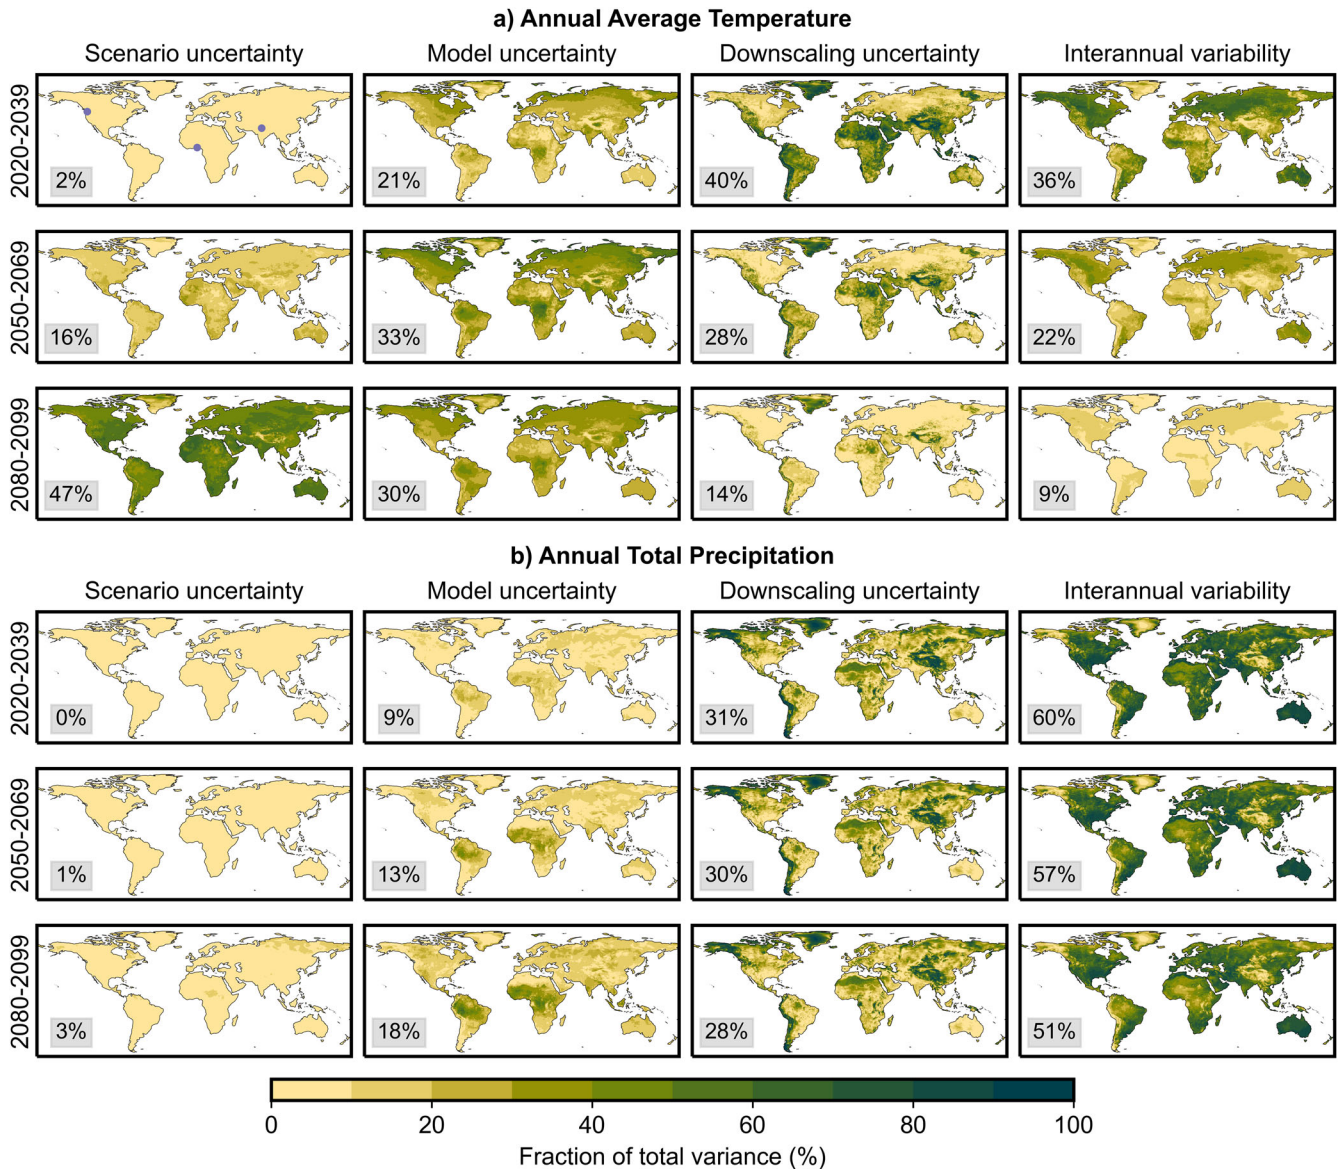 a) Annual Average Temperature
Scenario uncertainty Model uncertainty Downscaling uncertainty Interannual variability
2020-2039
2% 21% 40% 36%
2050-2069
16% 33% 28% 22%
2080-2099
47% 30% 14% 9%
b) Annual Total Precipitation
Scenario uncertainty Model uncertainty Downscaling uncertainty Interannual variability
2020-2039
0% 9% 31% 60%
2050-2069
1% 13% 30% 57%
2080-2099
3% 18% 28% 51%
0 20 40 60 80 100
Fraction of total variance (%)